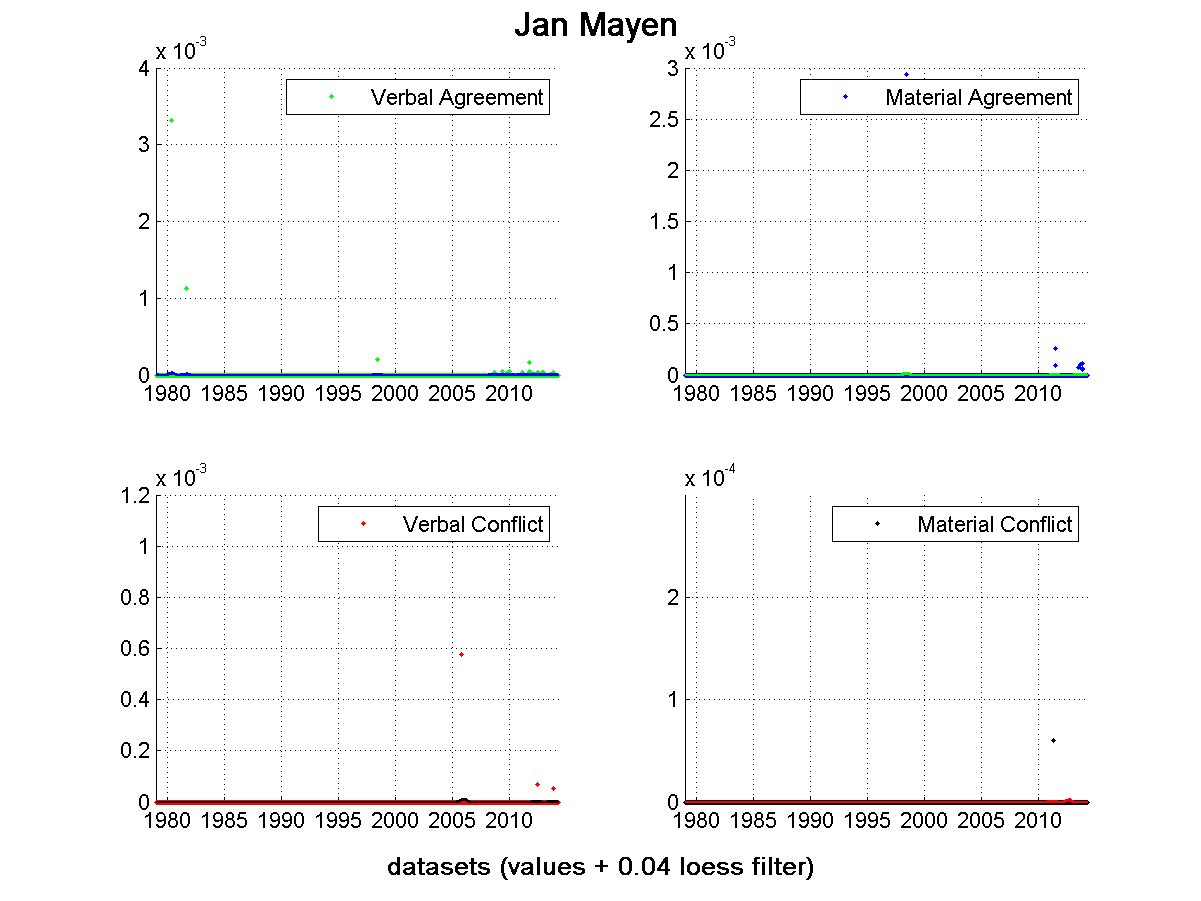 Jan Mayen
x 10-3
4
3
2
1
0
1980 1985 1990 1995 2000 2005 2010
Verbal Agreement
x 10-3
3
2.5
2
1.5
1
0.5
0
1980 1985 1990 1995 2000 2005 2010
Material Agreement
x 10-3
1.2
1
0.8
0.6
0.4
0.2
0
1980 1985 1990 1995 2000 2005 2010
Verbal Conflict
x 10-4
2
1
0
1980 1985 1990 1995 2000 2005 2010
Material Conflict
datasets (values + 0.04 loess filter)